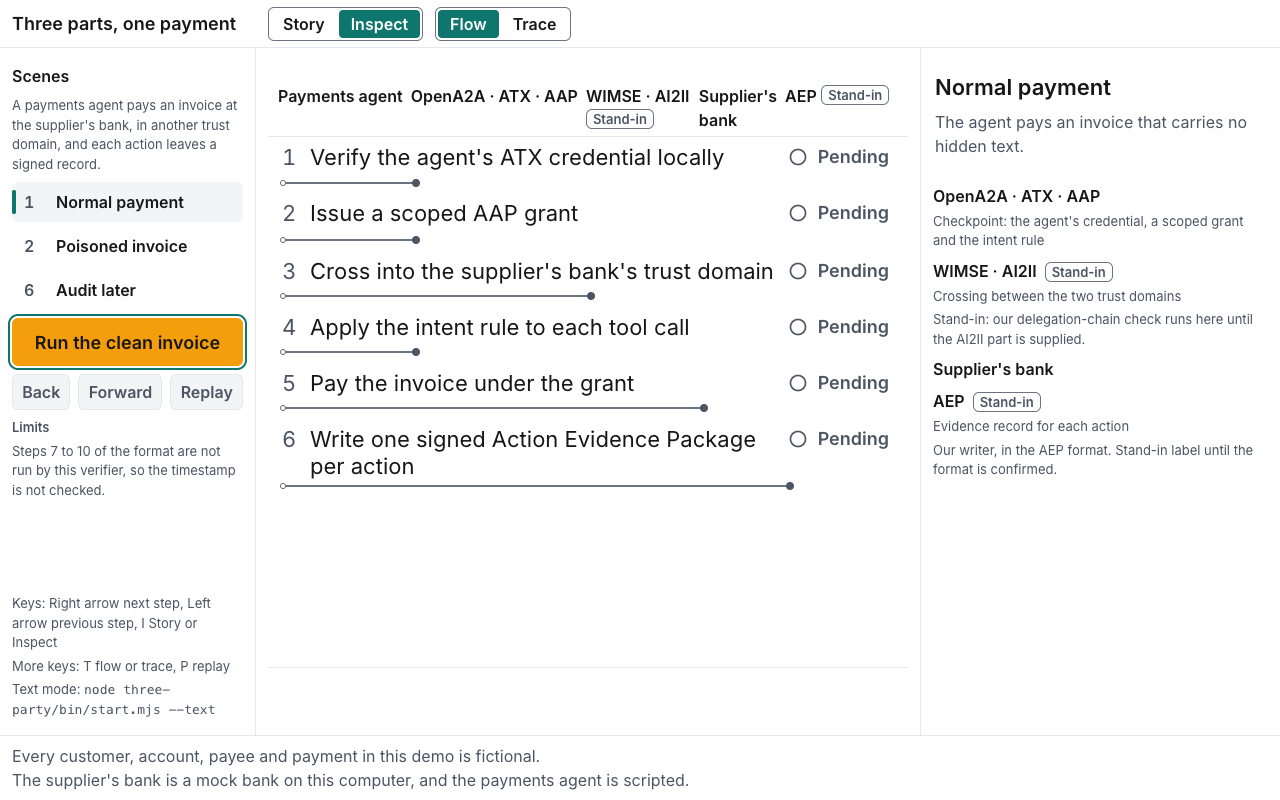 Three parts, one payment
Story
Inspect
Flow
Trace
Scenes
A payments agent pays an invoice at
the supplier's bank, in another trust
domain, and each action leaves a
signed record.
1 Normal payment
2 Poisoned invoice
6 Audit later
Run the clean invoice
Back
Forward
Replay
Limits
Steps 7 to 10 of the format are not
run by this verifier, so the timestamp
is not checked.
Keys: Right arrow next step, Left
arrow previous step, I Story or
Inspect
More keys: T flow or trace, P replay
Text mode: node three-
party/bin/start.mjs --text
Payments agent
OpenA2A · ATX · AAP
WIMSE · AI2II
Stand-in
Supplier's
bank
AEP Stand-in
1 Verify the agent's ATX credential locally Pending
2 Issue a scoped AAP grant Pending
3 Cross into the supplier's bank's trust domain Pending
4 Apply the intent rule to each tool call Pending
5 Pay the invoice under the grant Pending
6 Write one signed Action Evidence Package Pending
per action
Normal payment
The agent pays an invoice that carries no
hidden text.
OpenA2A · ATX · AAP
Checkpoint: the agent's credential, a scoped grant
and the intent rule
WIMSE · AI2II Stand-in
Crossing between the two trust domains
Stand-in: our delegation-chain check runs here until
the AI2II part is supplied.
Supplier's bank
AEP Stand-in
Evidence record for each action
Our writer, in the AEP format. Stand-in label until the
format is confirmed.
Every customer, account, payee and payment in this demo is fictional.
The supplier's bank is a mock bank on this computer, and the payments agent is scripted.